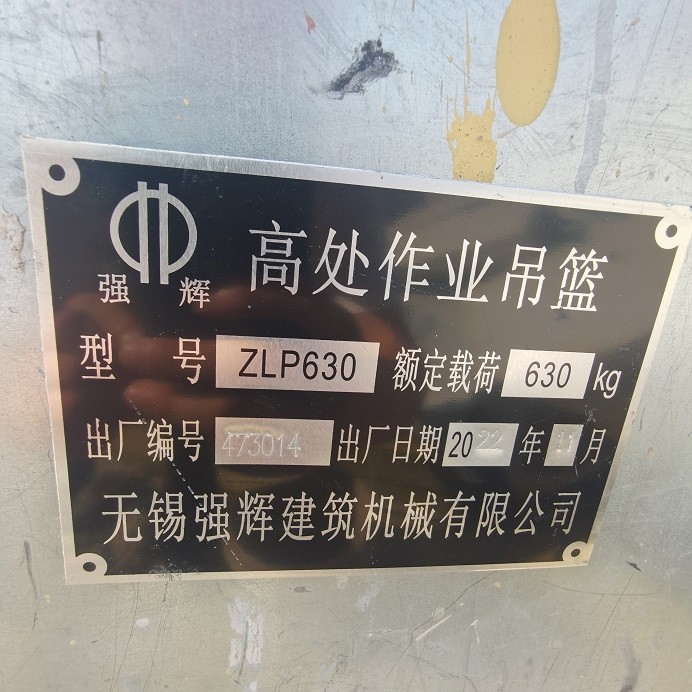 强 辉
高处作业吊篮
型 号 ZLP630 额定载荷 630 kg
出厂编号 473014 出厂日期 2022 年 11 月
无锡强辉建筑机械有限公司